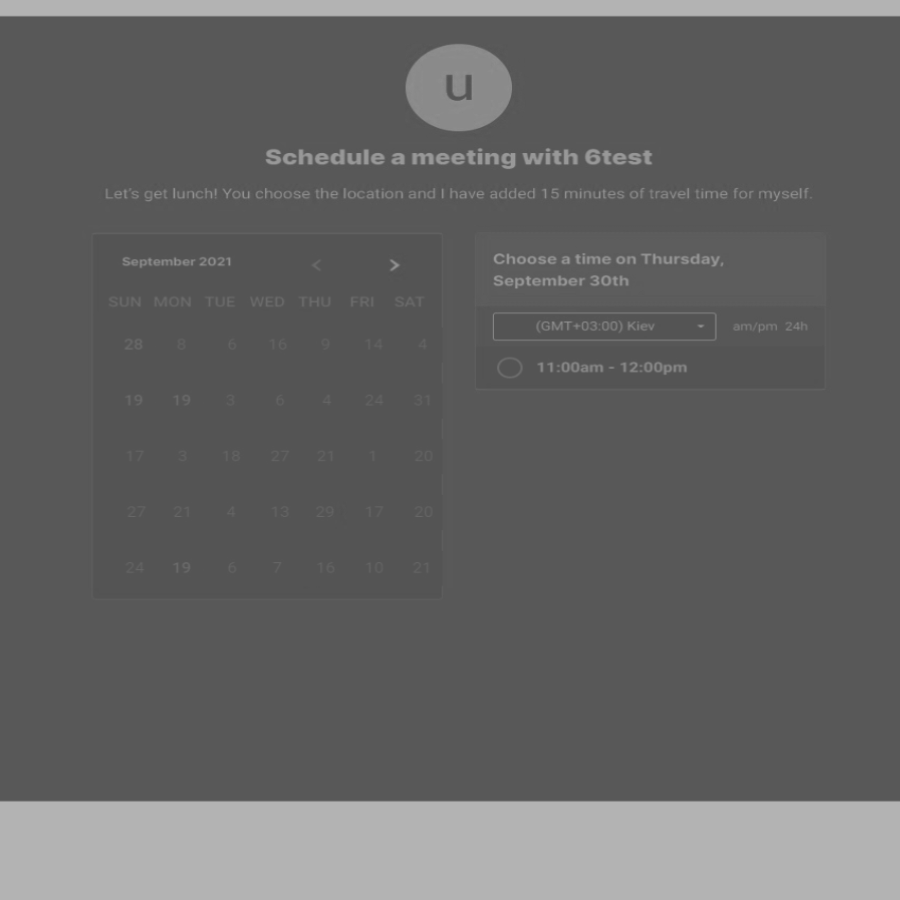 u
Schedule a meeting with 6test
Let's get lunch! You choose the location and I have added 15 minutes of travel time for myself.
September 2021 < >
SUN MON TUE WED THU FRI SAT
28 8 6 16 9 14 4
19 19 3 6 4 24 31
17 3 18 27 21 1 20
27 21 4 13 29 17 20
24 19 6 7 16 10 21
Choose a time on Thursday,
September 30th
(GMT+03:00) Kiev am/pm 24h
11:00am - 12:00pm